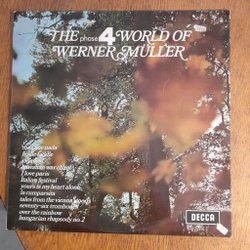 THE phase 4 WORLD OF
WERNER MÜLLER
i love paris
italian festival
yours is my heart alone
la comparsita
tales from the vienna woods
seventy-six trombones
over the rainbow
hungarian rhapsody no.2
DECCA